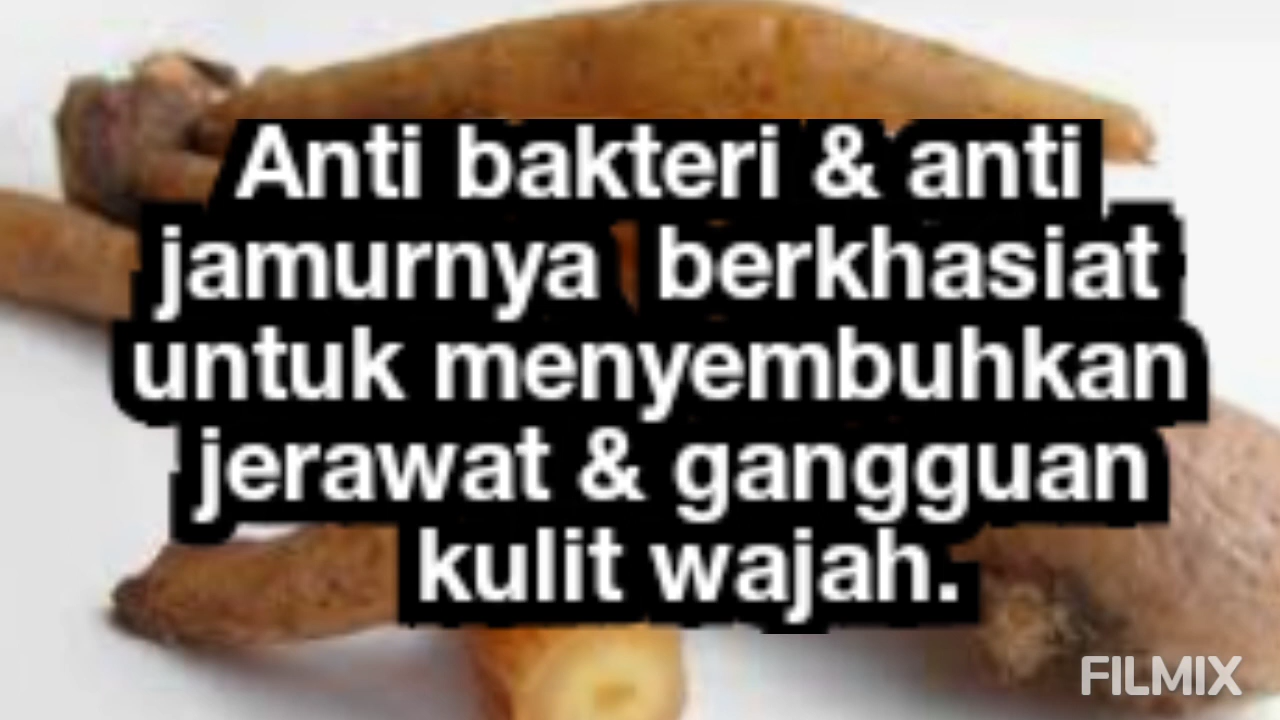 Anti bakteri & anti
jamurnya berkhasiat
untuk menyembuhkan
jerawat & gangguan
kulit wajah.
FILMIX